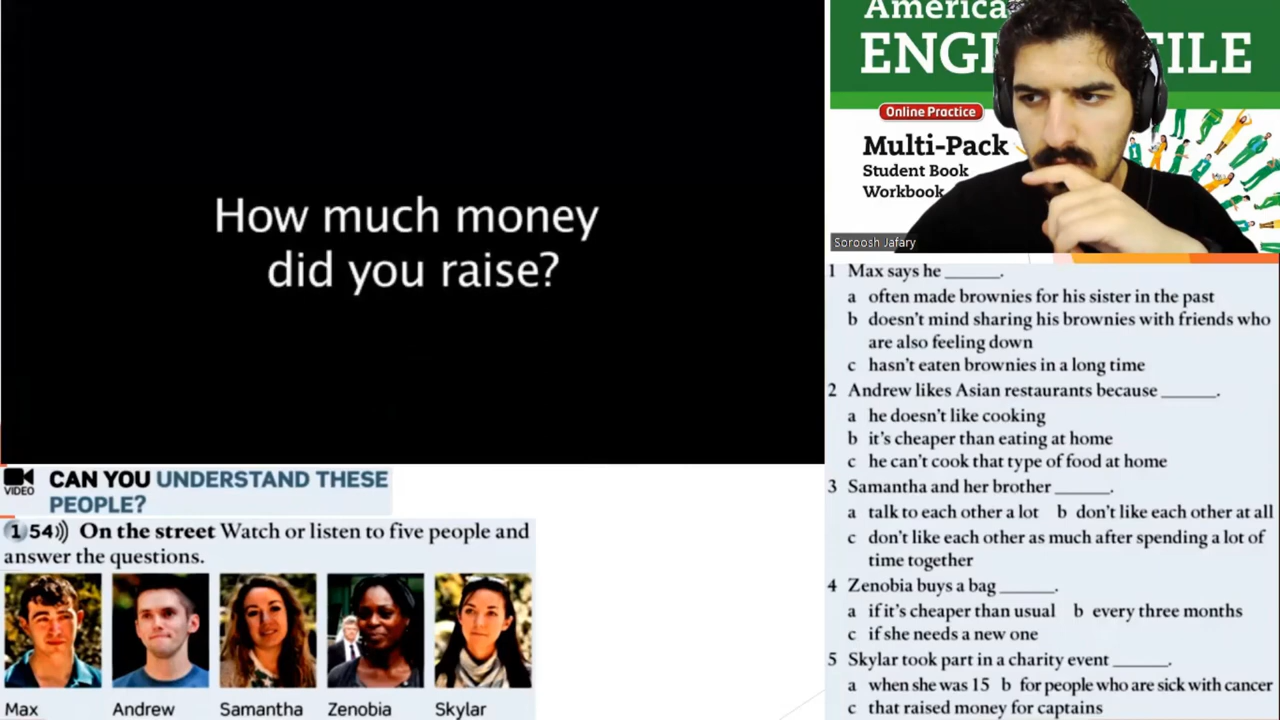 How much money
did you raise?
America
ENGL FILE
Online Practice
Multi-Pack
Student Book
Workbook
Soroosh Jafary
1 Max says he ______.
a often made brownies for his sister in the past
b doesn't mind sharing his brownies with friends who
are also feeling down
c hasn't eaten brownies in a long time
2 Andrew likes Asian restaurants because ______.
a he doesn't like cooking
b it's cheaper than eating at home
c he can't cook that type of food at home
3 Samantha and her brother ______.
a talk to each other a lot b don't like each other at all
c don't like each other as much after spending a lot of
time together
4 Zenobia buys a bag ______.
a if it's cheaper than usual b every three months
c if she needs a new one
5 Skylar took part in a charity event ______.
a when she was 15 b for people who are sick with cancer
c that raised money for captains
VIDEO
CAN YOU UNDERSTAND THESE
PEOPLE?
1 54))) On the street Watch or listen to five people and
answer the questions.
Max Andrew Samantha Zenobia Skylar